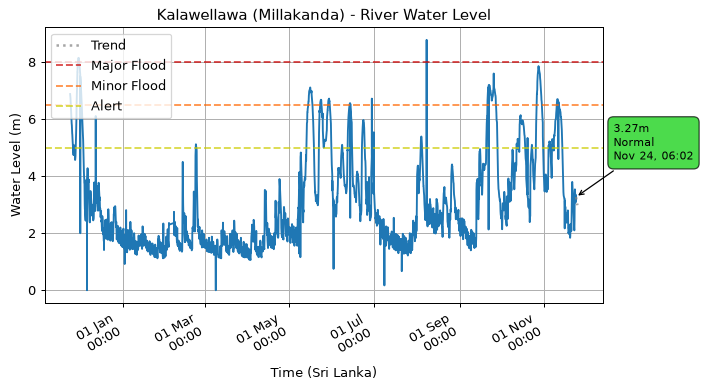 Kalawellawa (Millakanda) - River Water Level
Trend
Major Flood
Minor Flood
Alert
3.27m
Normal
Nov 24, 06:02
Water Level (m)
8
6
4
2
0
01 Jan
00:00
01 Mar
00:00
01 May
00:00
01 Jul
00:00
01 Sep
00:00
01 Nov
00:00
Time (Sri Lanka)